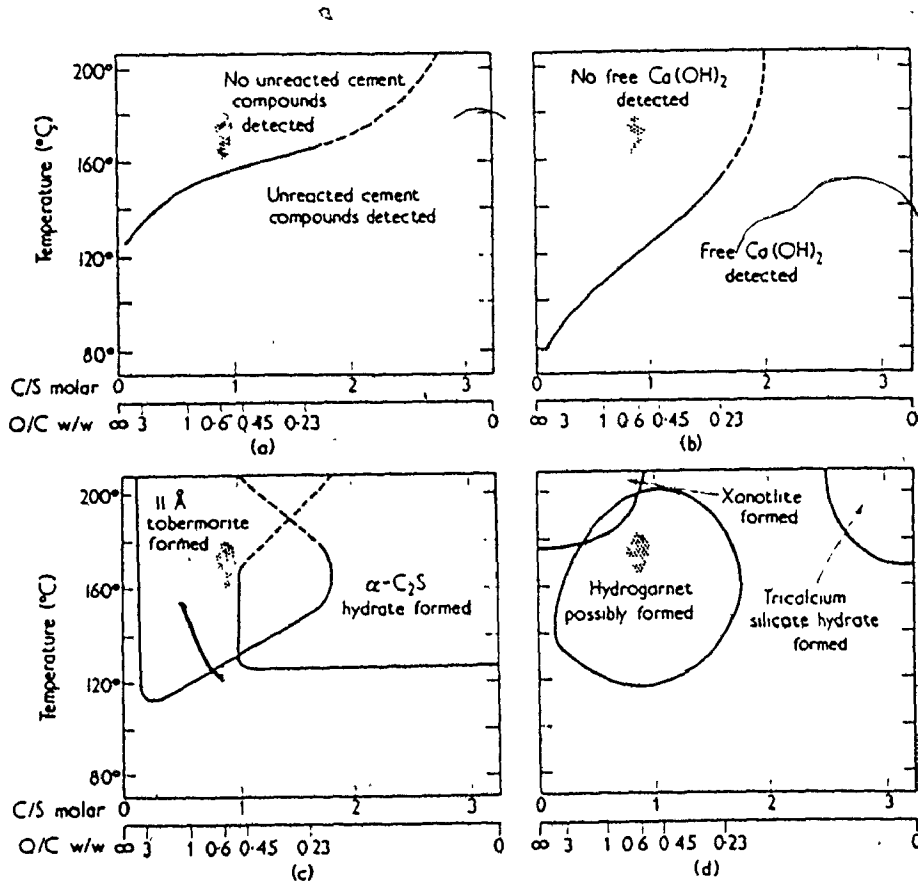 200°
160°
120°
80°
Temperature (°C)
No unreacted cement
compounds
detected
Unreacted cement
compounds detected
C/S molar 0 1 2 3
Q/C w/w ∞ 3 1 0·6 0·45 0·23 0
(a)
No free Ca(OH)2
detected
Free Ca(OH)2
detected
0 1 2 3
∞ 3 1 0·6 0·45 0·23 0
(b)
200°
160°
120°
80°
Temperature (°C)
11 Å
tobermorite
formed
α-C2S
hydrate formed
C/S molar 0 1 2 3
Q/C w/w ∞ 3 1 0·6 0·45 0·23 0
(c)
Xonotlite
formed
Hydrogarnet
possibly formed
Tricalcium
silicate hydrate
formed
0 1 2 3
∞ 3 1 0·6 0·45 0·23 0
(d)